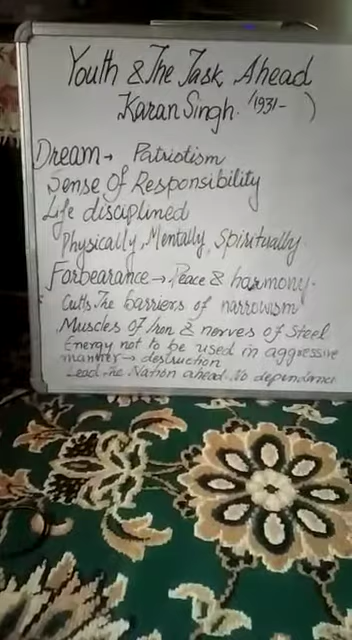 Youth & The Task Ahead
Karan Singh (1931- )
Dream → Patriotism
Sense Of Responsibility
Life disciplined
Physically, Mentally, Spiritually
Forbearance → Peace & harmony.
Cutts The barriers of narrowism
Muscles of Iron & nerves of Steel
Energy not to be used in aggressive
manner → destruction
Lead the Nation ahead. to